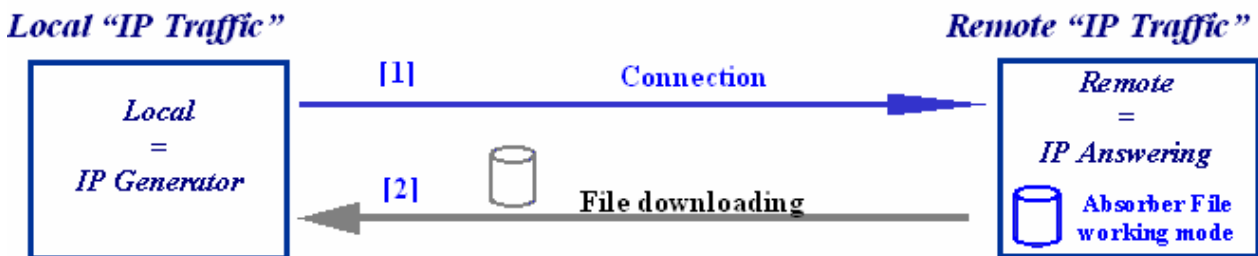 Local “IP Traffic”
Remote “IP Traffic”
Local
=
IP Generator
[1]
Connection
[2]
File downloading
Remote
=
IP Answering
Absorber File
working mode